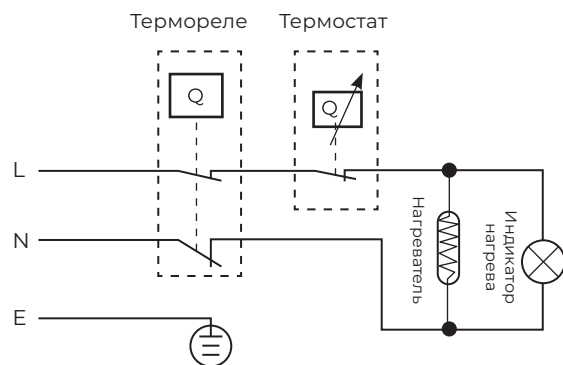 Термореле
Термостат
Q
Q
L
N
E
Нагреватель
Индикатор
нагрева